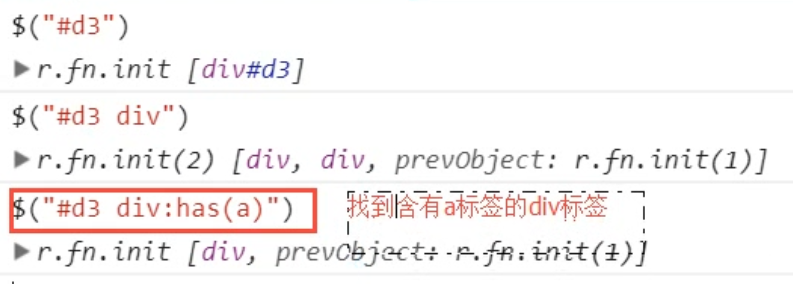 $("#d3")
▶r.fn.init [div#d3]
$("#d3 div")
▶r.fn.init(2) [div, div, prevObject: r.fn.init(1)]
$("#d3 div:has(a)") 找到含有a标签的div标签
▶r.fn.init [div, prevObject: r.fn.init(1)]